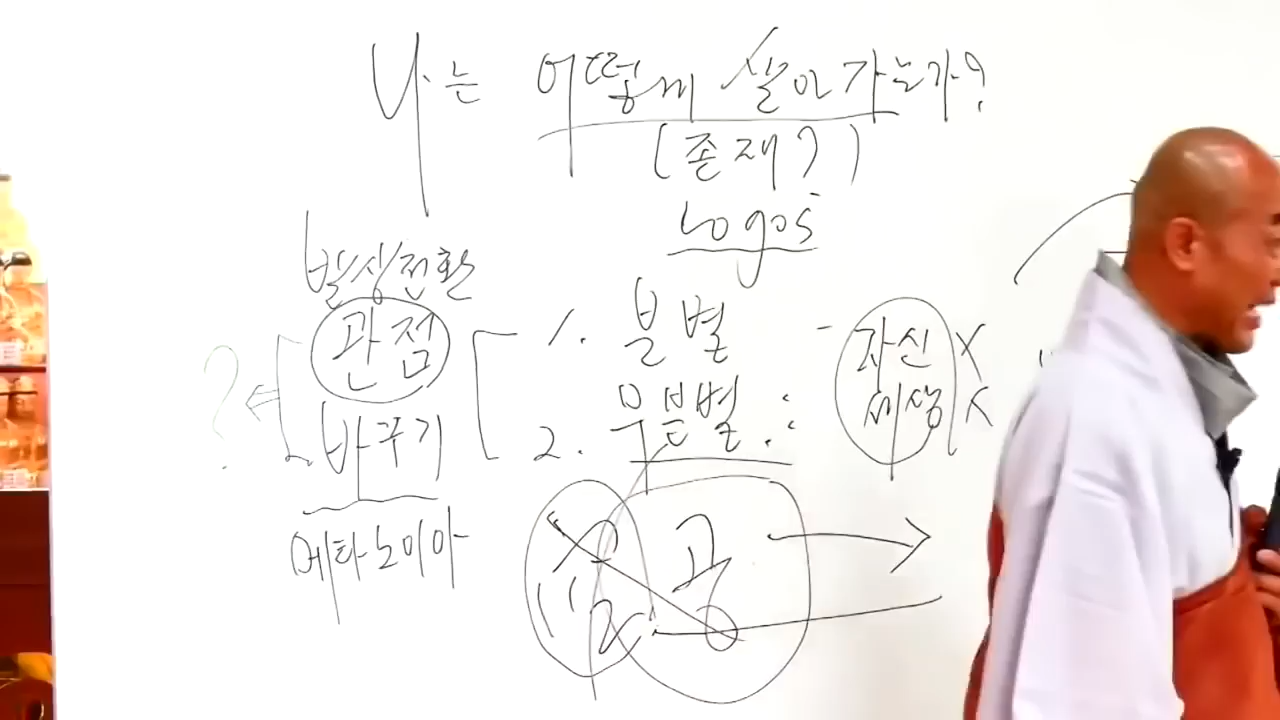 나는 어떻게 살아가는가?
(존재?)
Logos
발상전환
관점
바꾸기
메타노이아
?
1. 분별
2. 무분별
자신 X
세상 X
공